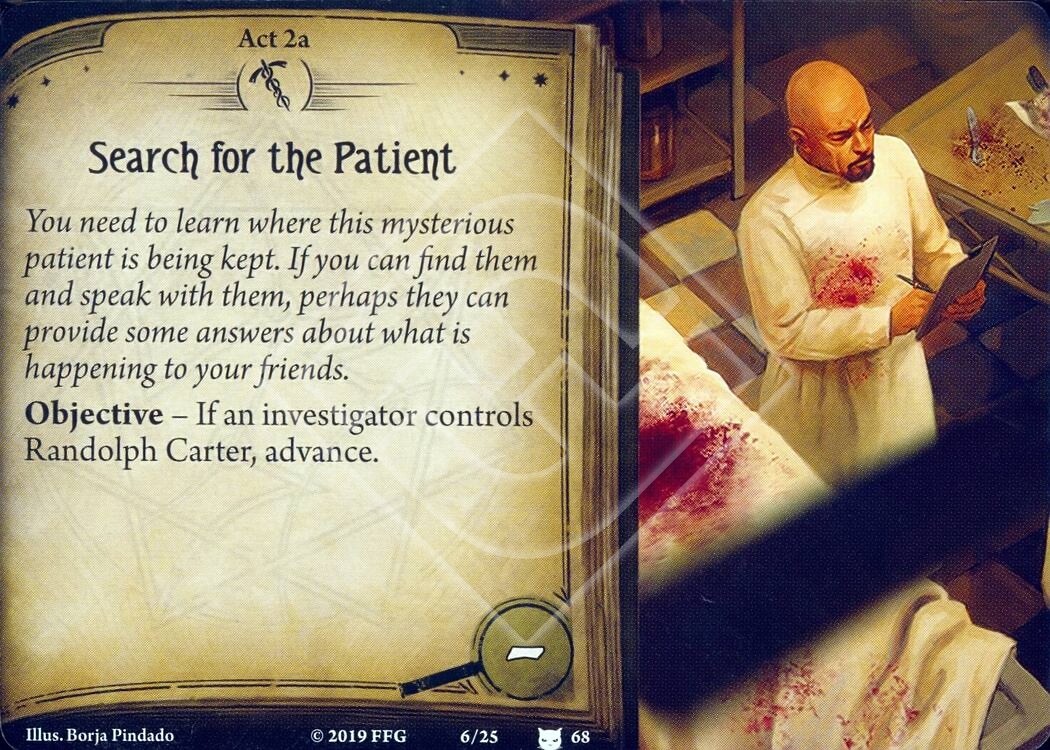 Act 2a
Search for the Patient
You need to learn where this mysterious
patient is being kept. If you can find them
and speak with them, perhaps they can
provide some answers about what is
happening to your friends.
Objective – If an investigator controls
Randolph Carter, advance.
–
Illus. Borja Pindado © 2019 FFG 6/25 68